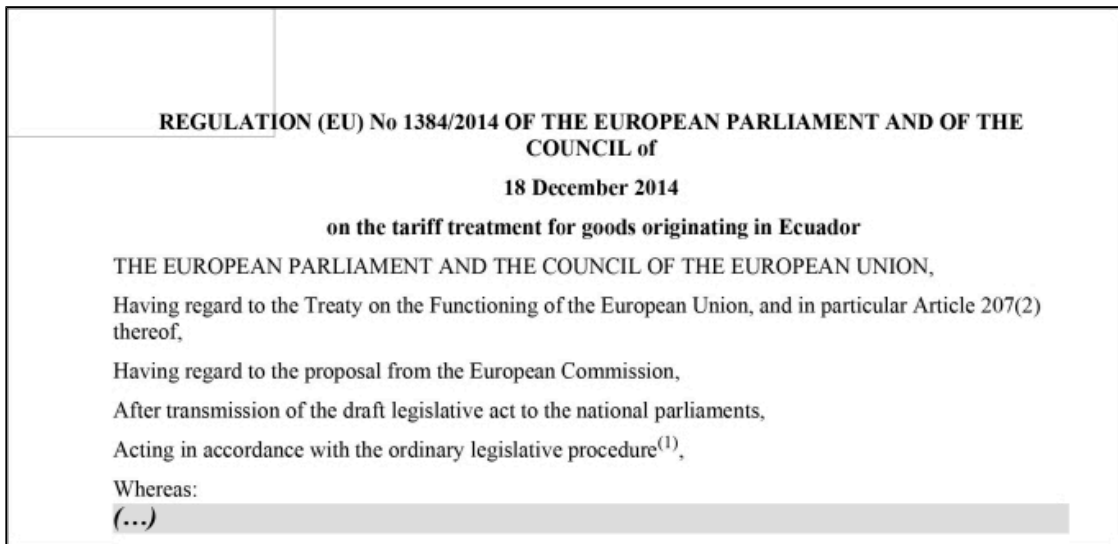 REGULATION (EU) No 1384/2014 OF THE EUROPEAN PARLIAMENT AND OF THE
COUNCIL of
18 December 2014
on the tariff treatment for goods originating in Ecuador
THE EUROPEAN PARLIAMENT AND THE COUNCIL OF THE EUROPEAN UNION,
Having regard to the Treaty on the Functioning of the European Union, and in particular Article 207(2)
thereof,
Having regard to the proposal from the European Commission,
After transmission of the draft legislative act to the national parliaments,
Acting in accordance with the ordinary legislative procedure(1),
Whereas:
(…)